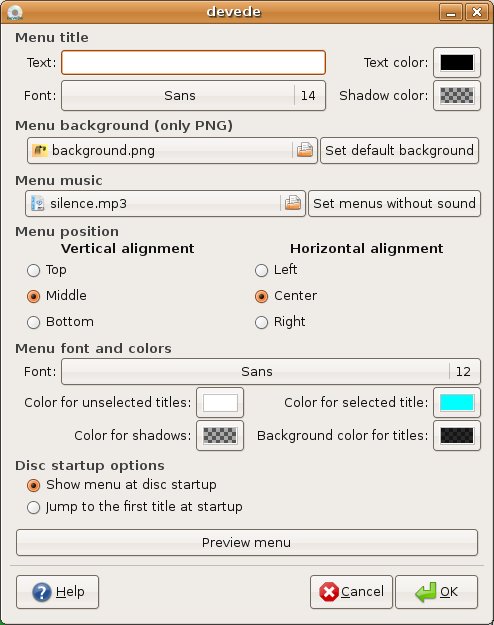 devede
Menu title
Text: Text color:
Font: Sans 14 Shadow color:
Menu background (only PNG)
background.png Set default background
Menu music
silence.mp3 Set menus without sound
Menu position
Vertical alignment Horizontal alignment
Top Left
Middle Center
Bottom Right
Menu font and colors
Font: Sans 12
Color for unselected titles: Color for selected title:
Color for shadows: Background color for titles:
Disc startup options
Show menu at disc startup
Jump to the first title at startup
Preview menu
Help Cancel OK